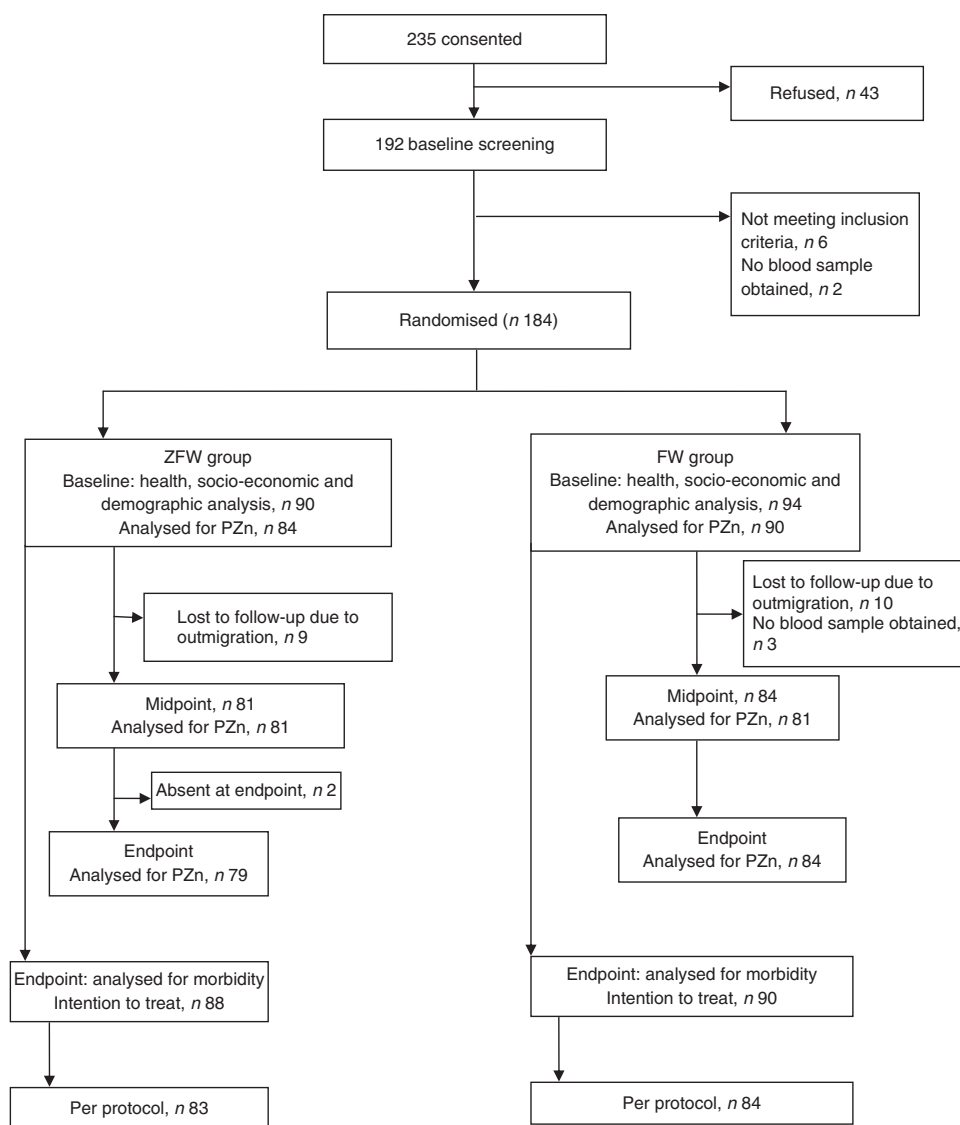 235 consented
Refused, n 43
192 baseline screening
Not meeting inclusion
criteria, n 6
No blood sample
obtained, n 2
Randomised (n 184)
ZFW group
Baseline: health, socio-economic and
demographic analysis, n 90
Analysed for PZn, n 84
FW group
Baseline: health, socio-economic and
demographic analysis, n 94
Analysed for PZn, n 90
Lost to follow-up due to
outmigration, n 9
Lost to follow-up due to
outmigration, n 10
No blood sample obtained,
n 3
Midpoint, n 81
Analysed for PZn, n 81
Midpoint, n 84
Analysed for PZn, n 81
Absent at endpoint, n 2
Endpoint
Analysed for PZn, n 79
Endpoint
Analysed for PZn, n 84
Endpoint: analysed for morbidity
Intention to treat, n 88
Endpoint: analysed for morbidity
Intention to treat, n 90
Per protocol, n 83
Per protocol, n 84